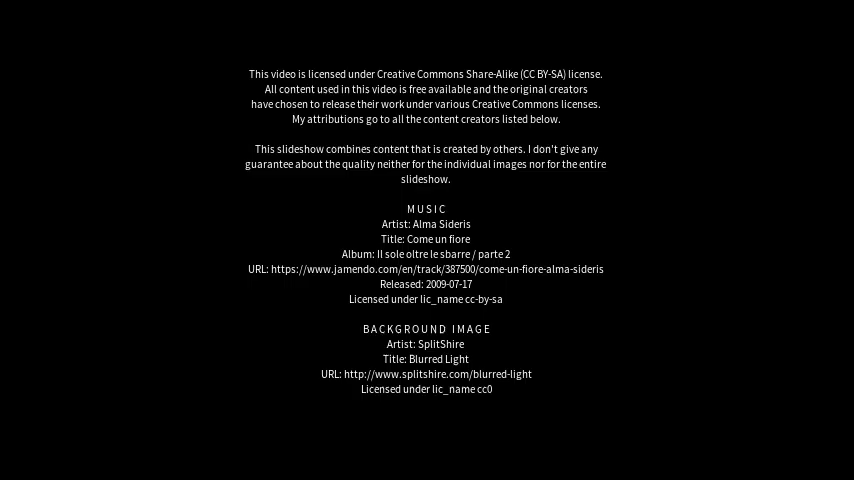 This video is licensed under Creative Commons Share-Alike (CC BY-SA) license.
All content used in this video is free available and the original creators
have chosen to release their work under various Creative Commons licenses.
My attributions go to all the content creators listed below.
This slideshow combines content that is created by others. I don't give any
guarantee about the quality neither for the individual images nor for the entire
slideshow.
MUSIC
Artist: Alma Sideris
Title: Come un fiore
Album: Il sole oltre le sbarre / parte 2
URL: https://www.jamendo.com/en/track/387500/come-un-fiore-alma-sideris
Released: 2009-07-17
Licensed under lic_name cc-by-sa
BACKGROUND IMAGE
Artist: SplitShire
Title: Blurred Light
URL: http://www.splitshire.com/blurred-light
Licensed under lic_name cc0